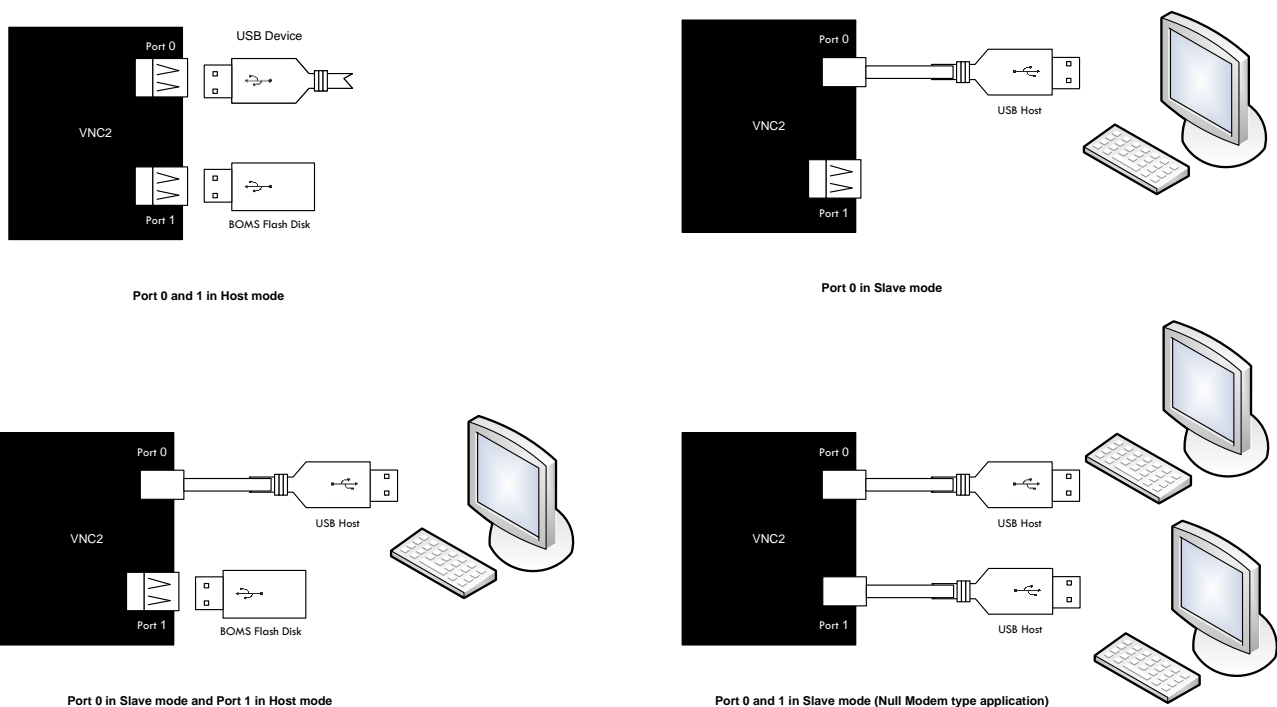 Port 0
USB Device
VNC2
Port 1
BOMS Flash Disk
Port 0 and 1 in Host mode
Port 0
USB Host
VNC2
Port 1
Port 0 in Slave mode
Port 0
USB Host
VNC2
Port 1
BOMS Flash Disk
Port 0 in Slave mode and Port 1 in Host mode
Port 0
USB Host
VNC2
Port 1
USB Host
Port 0 and 1 in Slave mode (Null Modem type application)